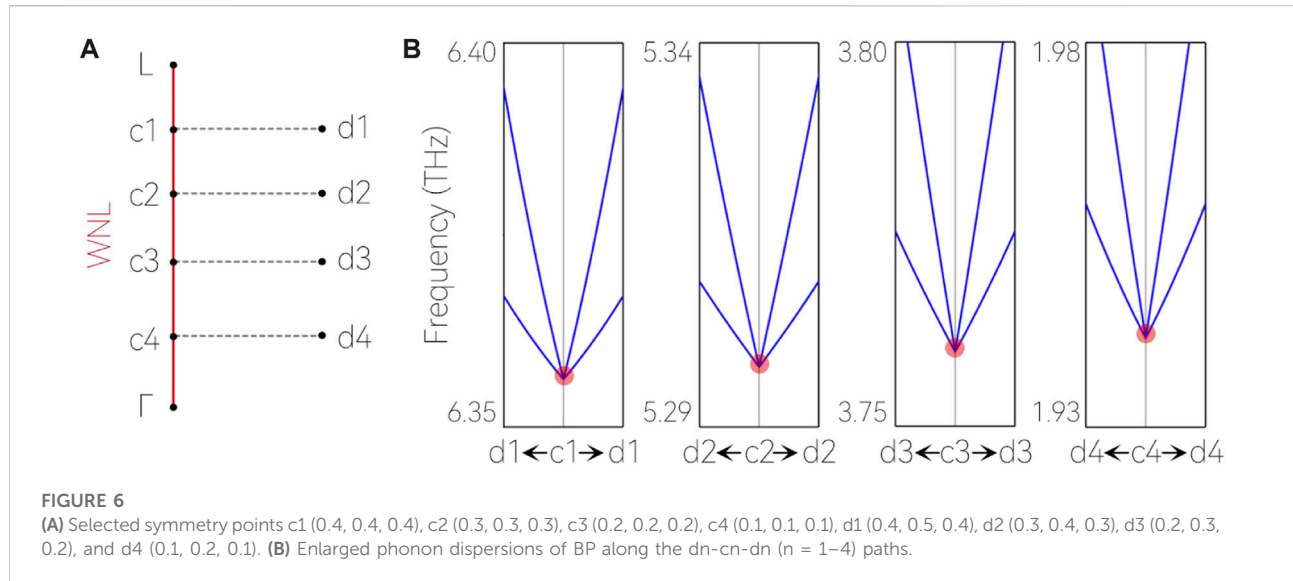 A
L
c1
d1
c2
d2
WNL
c3
d3
c4
d4
Γ
B
Frequency (THz)
6.40
6.35
d1←c1→d1
5.34
5.29
d2←c2→d2
3.80
3.75
d3←c3→d3
1.98
1.93
d4←c4→d4
FIGURE 6
(A) Selected symmetry points c1 (0.4, 0.4, 0.4), c2 (0.3, 0.3, 0.3), c3 (0.2, 0.2, 0.2), c4 (0.1, 0.1, 0.1), d1 (0.4, 0.5, 0.4), d2 (0.3, 0.4, 0.3), d3 (0.2, 0.3,
0.2), and d4 (0.1, 0.2, 0.1). (B) Enlarged phonon dispersions of BP along the dn-cn-dn (n = 1–4) paths.